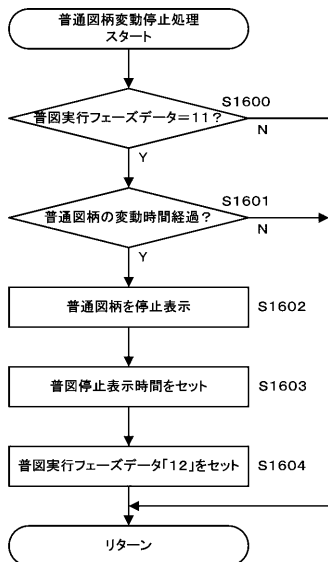 普通図柄変動停止処理
スタート
S1600
普図実行フェーズデータ=11?
N
Y
S1601
普通図柄の変動時間経過?
N
Y
普通図柄を停止表示
S1602
普図停止表示時間をセット
S1603
普図実行フェーズデータ「12」をセット
S1604
リターン